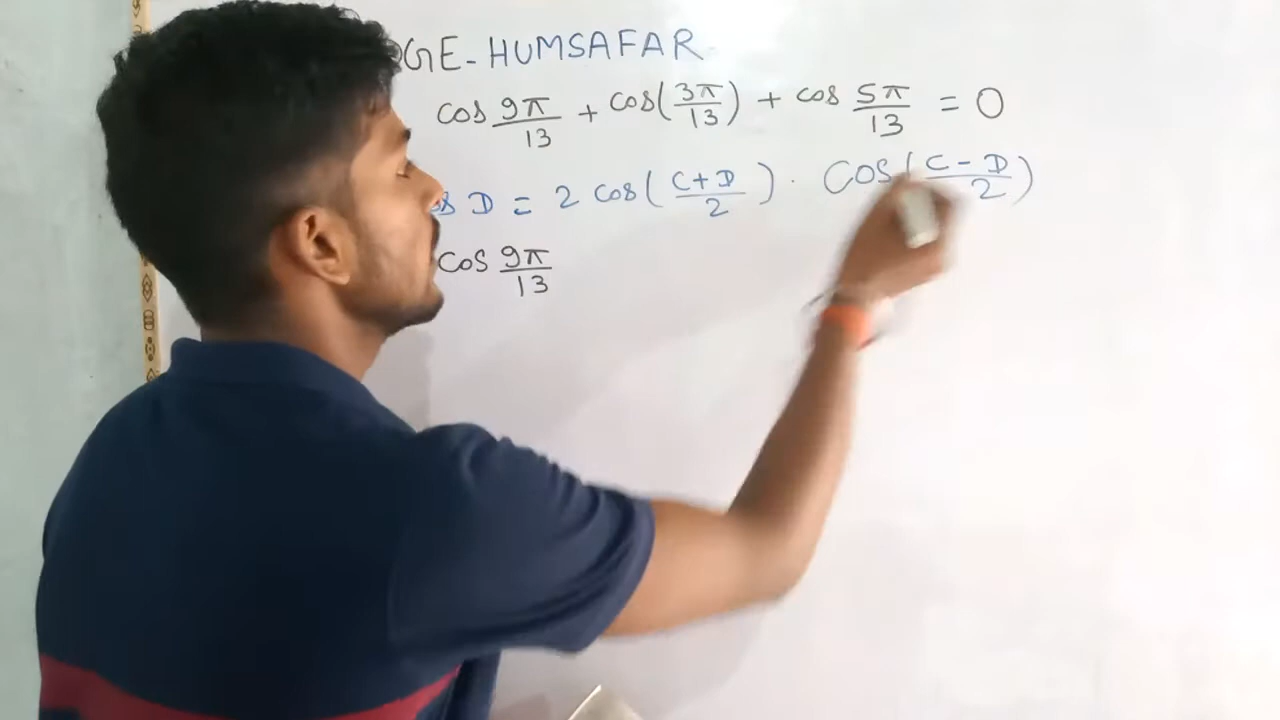 GE-HUMSAFAR
cos 9π/13 + cos(3π/13) + cos 5π/13 = 0
D = 2 cos(C+D/2) . cos(C-D/2)
cos 9π/13